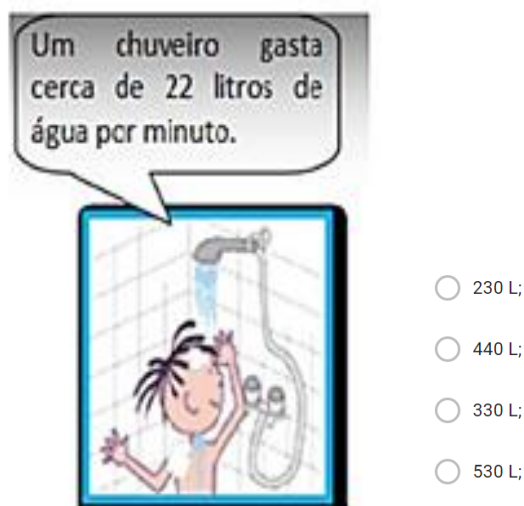 Um chuveiro gasta
cerca de 22 litros de
água por minuto.
230 L;
440 L;
330 L;
530 L;